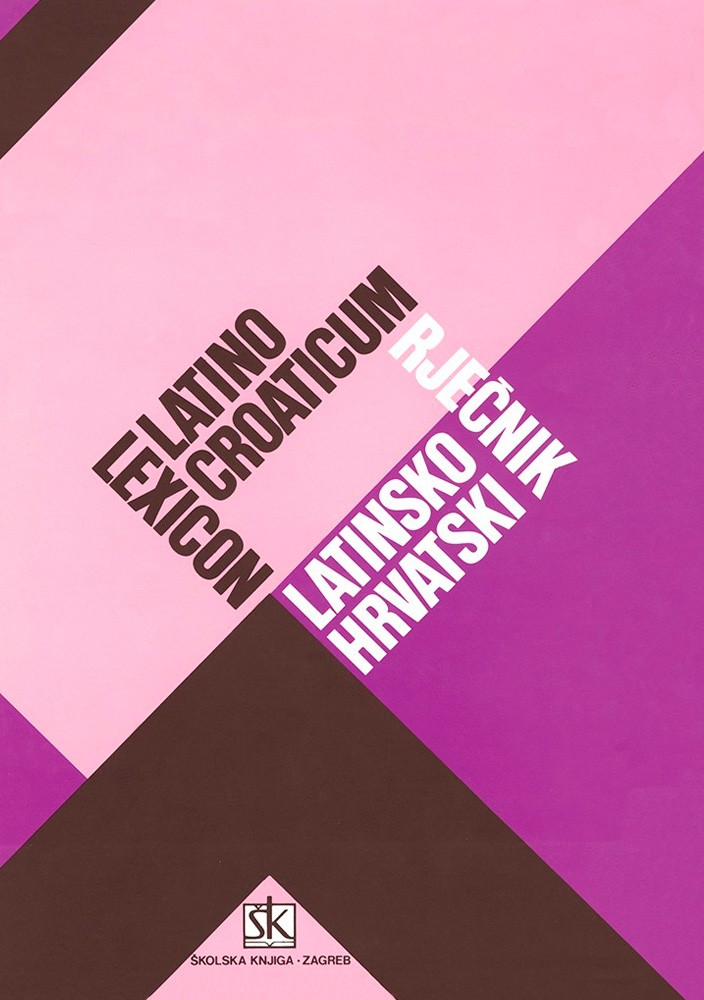 LEXICON
LATINO
CROATICUM
RJEČNIK
LATINSKO
HRVATSKI
ŠK
ŠKOLSKA KNJIGA · ZAGREB